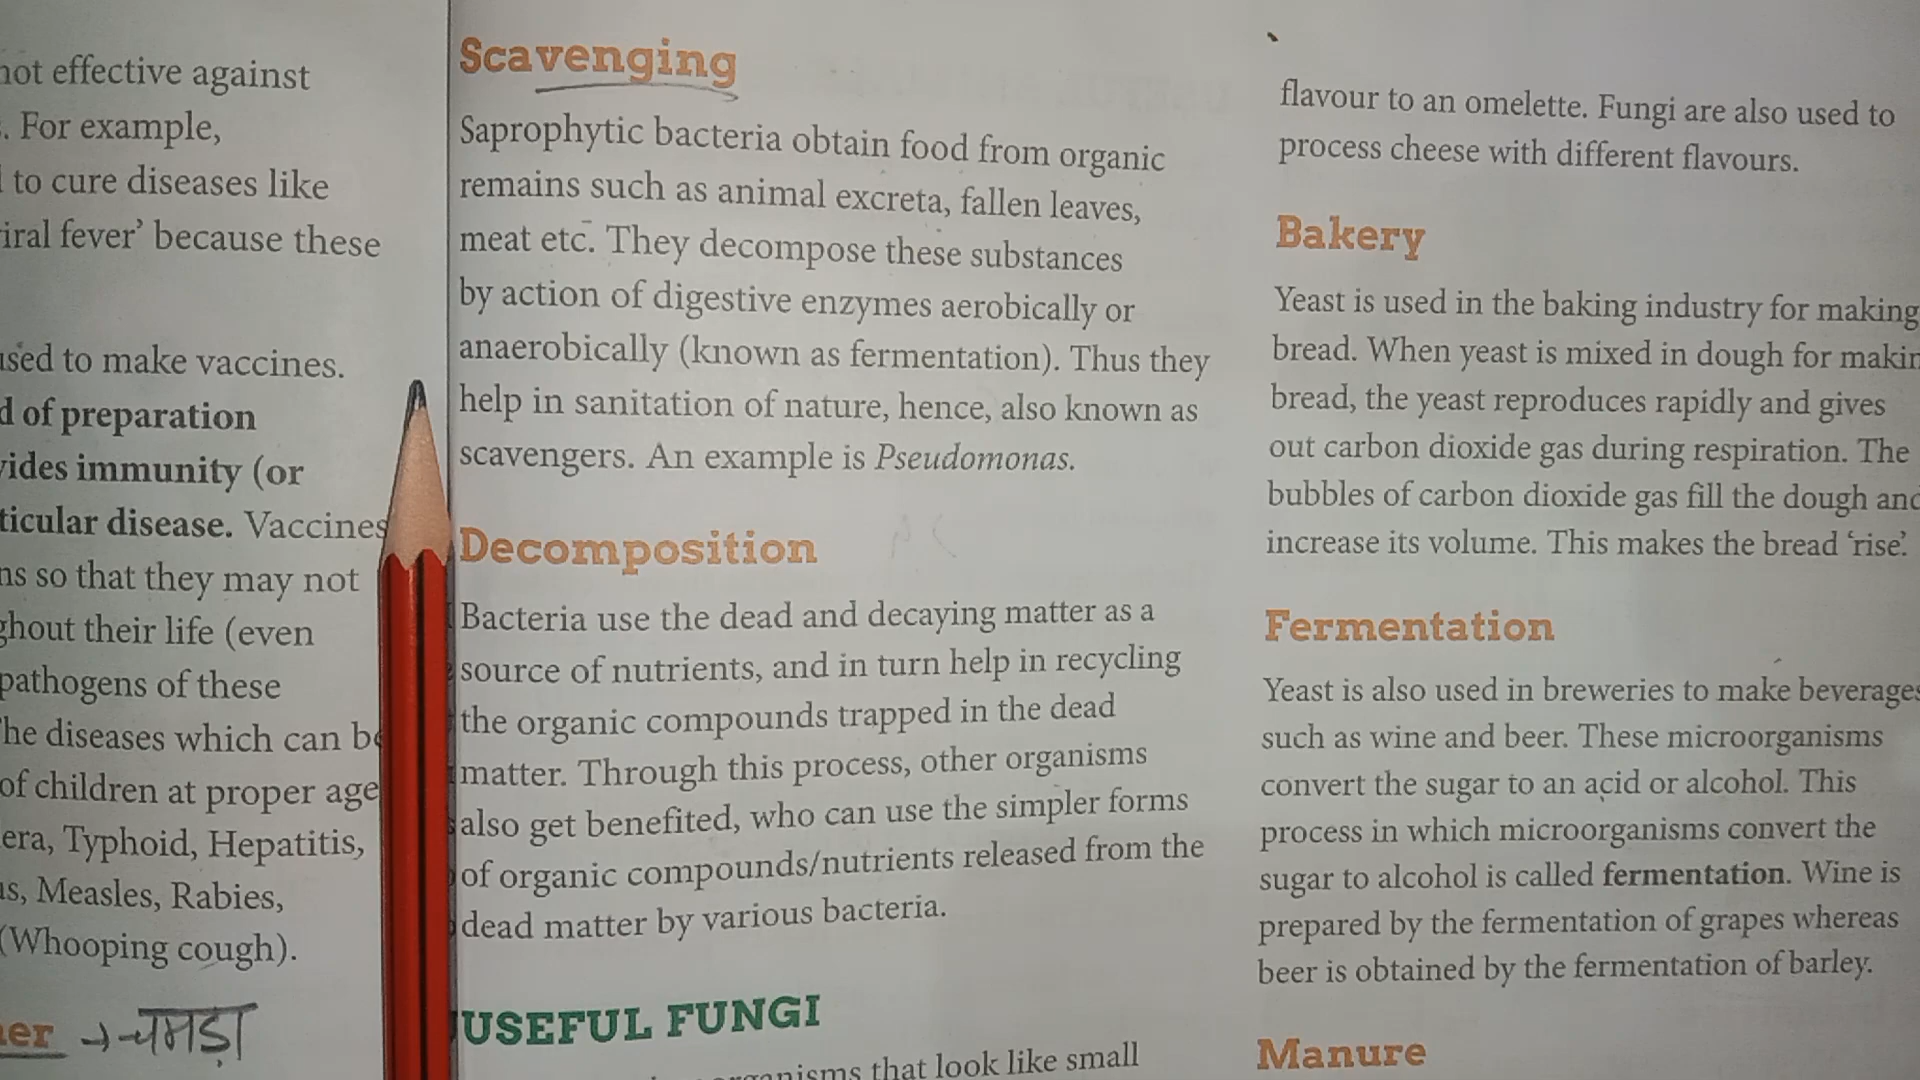 not effective against
. For example,
to cure diseases like
viral fever’ because these
used to make vaccines.
of preparation
immunity (or
disease. Vaccines
so that they may not
their life (even
pathogens of these
The diseases which can be
of children at proper age
Typhoid, Hepatitis,
Measles, Rabies,
(Whooping cough).
→ चमड़ा
Scavenging
Saprophytic bacteria obtain food from organic
remains such as animal excreta, fallen leaves,
meat etc. They decompose these substances
by action of digestive enzymes aerobically or
anaerobically (known as fermentation). Thus they
help in sanitation of nature, hence, also known as
scavengers. An example is Pseudomonas.
Decomposition
Bacteria use the dead and decaying matter as a
source of nutrients, and in turn help in recycling
the organic compounds trapped in the dead
matter. Through this process, other organisms
also get benefited, who can use the simpler forms
of organic compounds/nutrients released from the
dead matter by various bacteria.
USEFUL FUNGI
that look like small
flavour to an omelette. Fungi are also used to
process cheese with different flavours.
Bakery
Yeast is used in the baking industry for making
bread. When yeast is mixed in dough for makin
bread, the yeast reproduces rapidly and gives
out carbon dioxide gas during respiration. The
bubbles of carbon dioxide gas fill the dough and
increase its volume. This makes the bread ‘rise’.
Fermentation
Yeast is also used in breweries to make beverages
such as wine and beer. These microorganisms
convert the sugar to an acid or alcohol. This
process in which microorganisms convert the
sugar to alcohol is called fermentation. Wine is
prepared by the fermentation of grapes whereas
beer is obtained by the fermentation of barley.
Manure